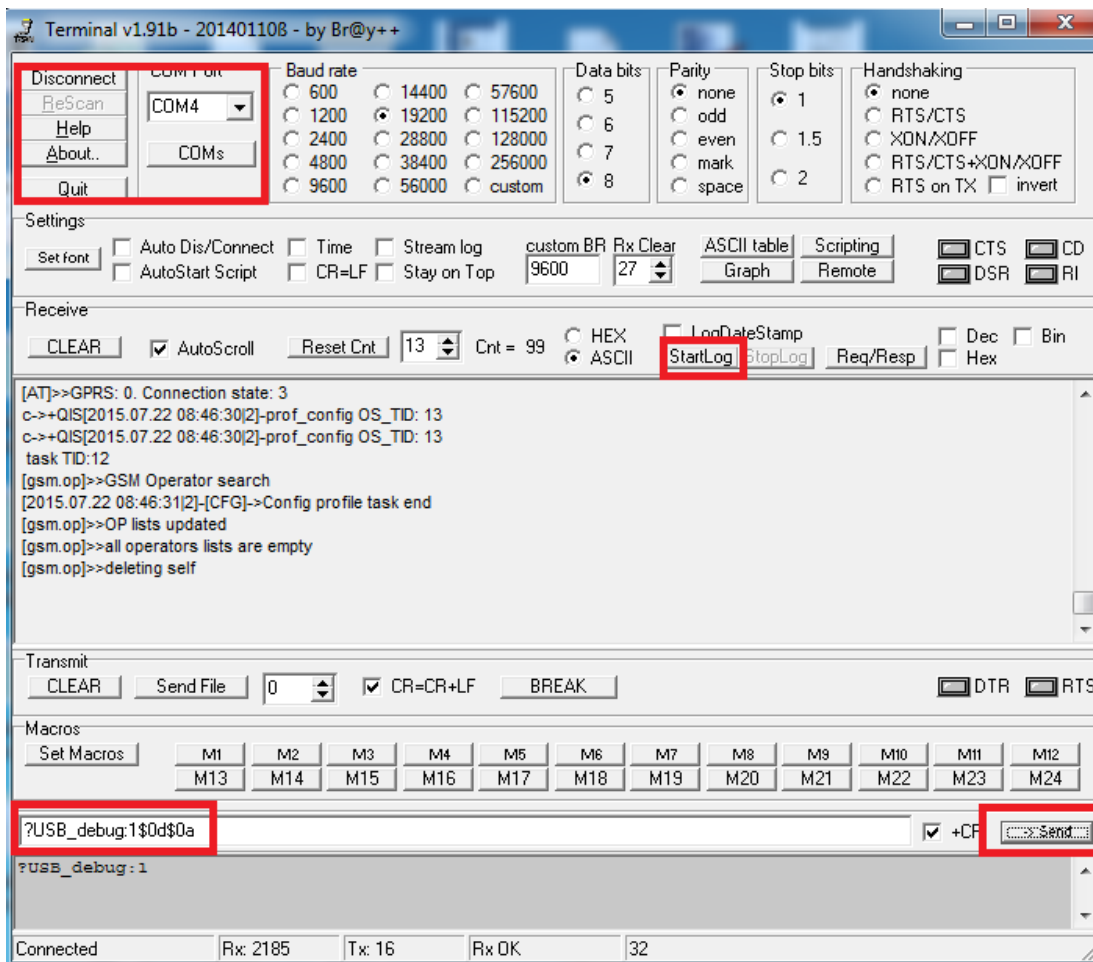 Terminal v1.91b - 20140110ß - by Br@y++
Disconnect
ReScan
Help
About..
Quit
COM Port
COM4
COMs
Baud rate
600 14400 57600
1200 19200 115200
2400 28800 128000
4800 38400 256000
9600 56000 custom
Data bits
5
6
7
8
Parity
none
odd
even
mark
space
Stop bits
1
1.5
2
Handshaking
none
RTS/CTS
XON/XOFF
RTS/CTS+XON/XOFF
RTS on TX invert
Settings
Set font
Auto Dis/Connect Time Stream log
AutoStart Script CR=LF Stay on Top
custom BR Rx Clear
9600 27
ASCII table Scripting
Graph Remote
CTS CD
DSR RI
Receive
CLEAR AutoScroll Reset Cnt 13 Cnt = 99
HEX
ASCII
LogDateStamp
StartLog StopLog Req/Resp
Dec Bin
Hex
[AT]>>GPRS: 0. Connection state: 3
c->+QIS[2015.07.22 08:46:30|2]-prof_config OS_TID: 13
c->+QIS[2015.07.22 08:46:30|2]-prof_config OS_TID: 13
task TID:12
[gsm.op]>>GSM Operator search
[2015.07.22 08:46:31|2]-[CFG]->Config profile task end
[gsm.op]>>OP lists updated
[gsm.op]>>all operators lists are empty
[gsm.op]>>deleting self
Transmit
CLEAR Send File 0 CR=CR+LF BREAK DTR RTS
Macros
Set Macros M1 M2 M3 M4 M5 M6 M7 M8 M9 M10 M11 M12
M13 M14 M15 M16 M17 M18 M19 M20 M21 M22 M23 M24
?USB_debug:1$0d$0a +CR -> Send
?USB_debug:1
Connected Rx: 2185 Tx: 16 Rx OK 32